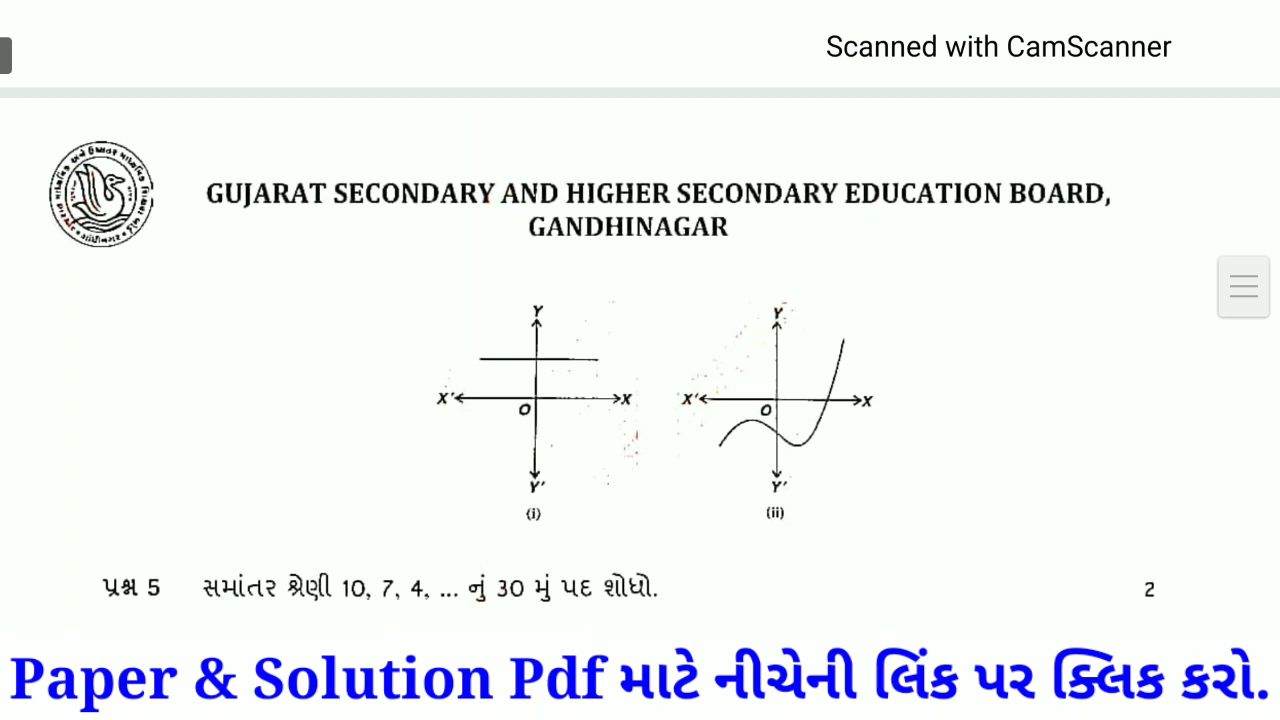 Scanned with CamScanner
GUJARAT SECONDARY AND HIGHER SECONDARY EDUCATION BOARD,
GANDHINAGAR
Y Y
X' O X X' O X
Y' Y'
(i) (ii)
પ્રશ્ન 5 સમાંતર શ્રેણી 10, 7, 4, ... નું 30 મું પદ શોધો. 2
Paper & Solution Pdf માટે નીચેની લિંક પર ક્લિક કરો.